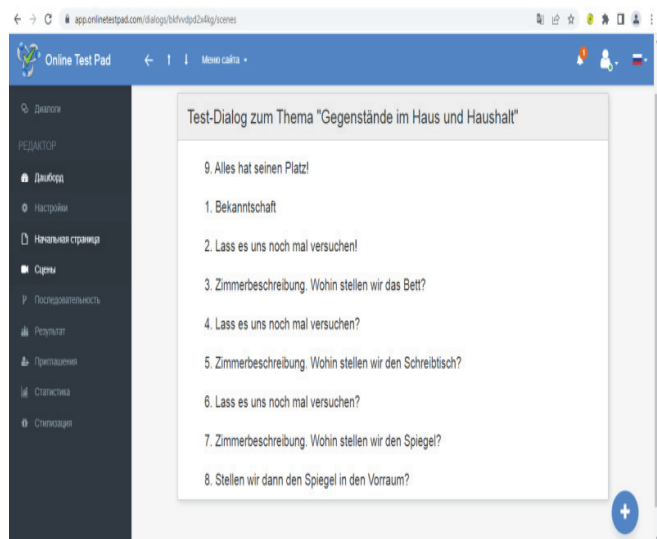 app.onlinetestpad.com/dialogs/bkfvvdpd2x4kg/scenes
Online Test Pad
Меню сайта
Диалоги
РЕДАКТОР
Дашборд
Настройки
Начальная страница
Сцены
Последовательность
Результат
Приглашения
Статистика
Стилизация
Test-Dialog zum Thema "Gegenstände im Haus und Haushalt"
9. Alles hat seinen Platz!
1. Bekanntschaft
2. Lass es uns noch mal versuchen!
3. Zimmerbeschreibung. Wohin stellen wir das Bett?
4. Lass es uns noch mal versuchen?
5. Zimmerbeschreibung. Wohin stellen wir den Schreibtisch?
6. Lass es uns noch mal versuchen?
7. Zimmerbeschreibung. Wohin stellen wir den Spiegel?
8. Stellen wir dann den Spiegel in den Vorraum?